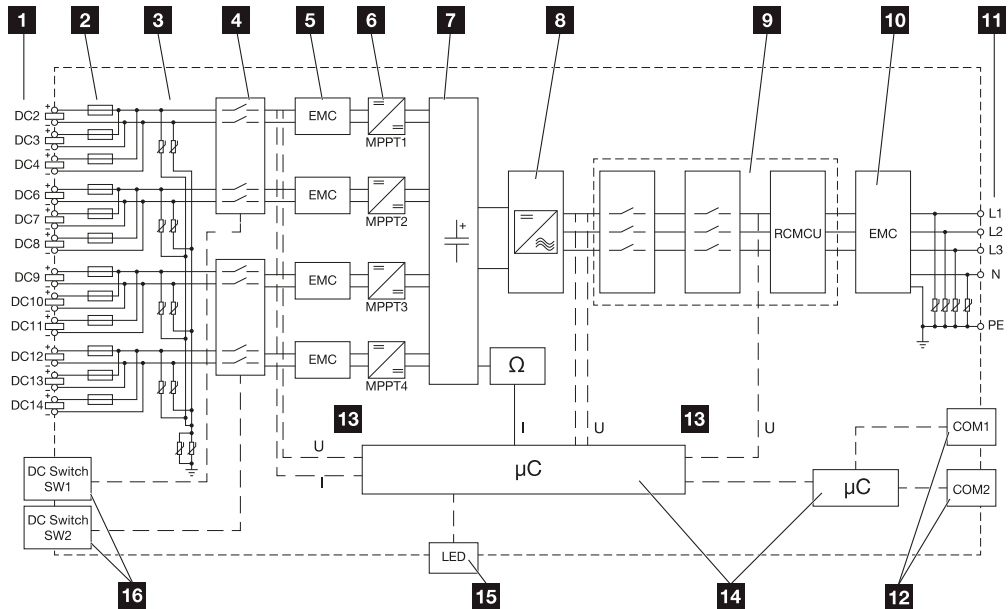 1 2 3 4 5 6 7 8 9 10 11
DC2
DC3
DC4
DC6
DC7
DC8
DC9
DC10
DC11
DC12
DC13
DC14
+
−
+
−
+
−
+
−
+
−
+
−
+
−
+
−
+
−
+
−
+
−
+
−
EMC
MPPT1
EMC
MPPT2
EMC
MPPT3
EMC
MPPT4
+
RCMCU
EMC
L1
L2
L3
N
PE
Ω
13
I
U
13
U
U
I
µC
µC
COM1
COM2
DC Switch
SW1
DC Switch
SW2
LED
16 15 14 12